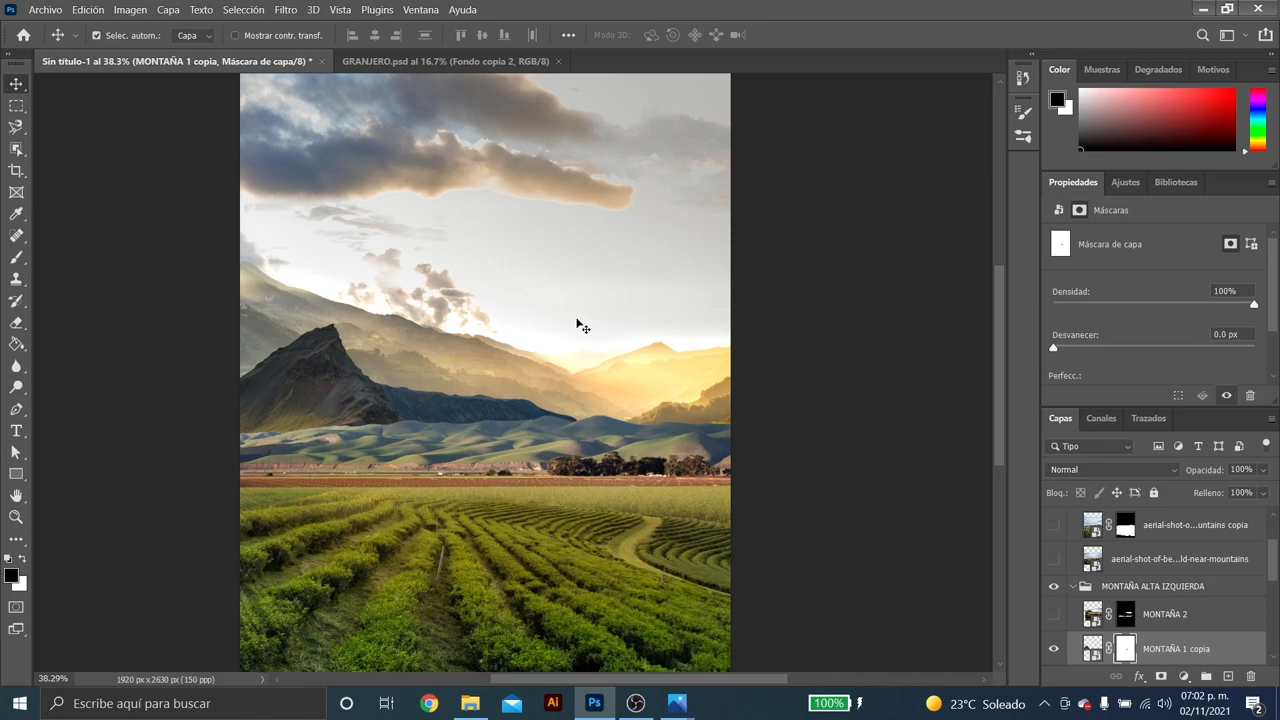 Ps Archivo Edición Imagen Capa Texto Selección Filtro 3D Vista Plugins Ventana Ayuda
Selec. autom.: Capa Mostrar contr. transf. Modo 3D:
Sin título-1 al 38.3% (MONTAÑA 1 copia, Máscara de capa/8) * GRANJERO.psd al 16.7% (Fondo copia 2, RGB/8)
Color Muestras Degradados Motivos
Propiedades Ajustes Bibliotecas
Máscaras
Máscara de capa
Densidad: 100%
Desvanecer: 0.0 px
Perfecc.:
Capas Canales Trazados
Tipo
Normal Opacidad: 100%
Bloq.: Relleno: 100%
aerial-shot-o...untains copia
aerial-shot-of-be...ld-near-mountains
MONTAÑA ALTA IZQUIERDA
MONTAÑA 2
MONTAÑA 1 copia
38.29% 1920 px x 2630 px (150 ppp)
Escribe aquí para buscar
Ai Ps 100% 23°C Soleado
07:02 p. m.
02/11/2021
2